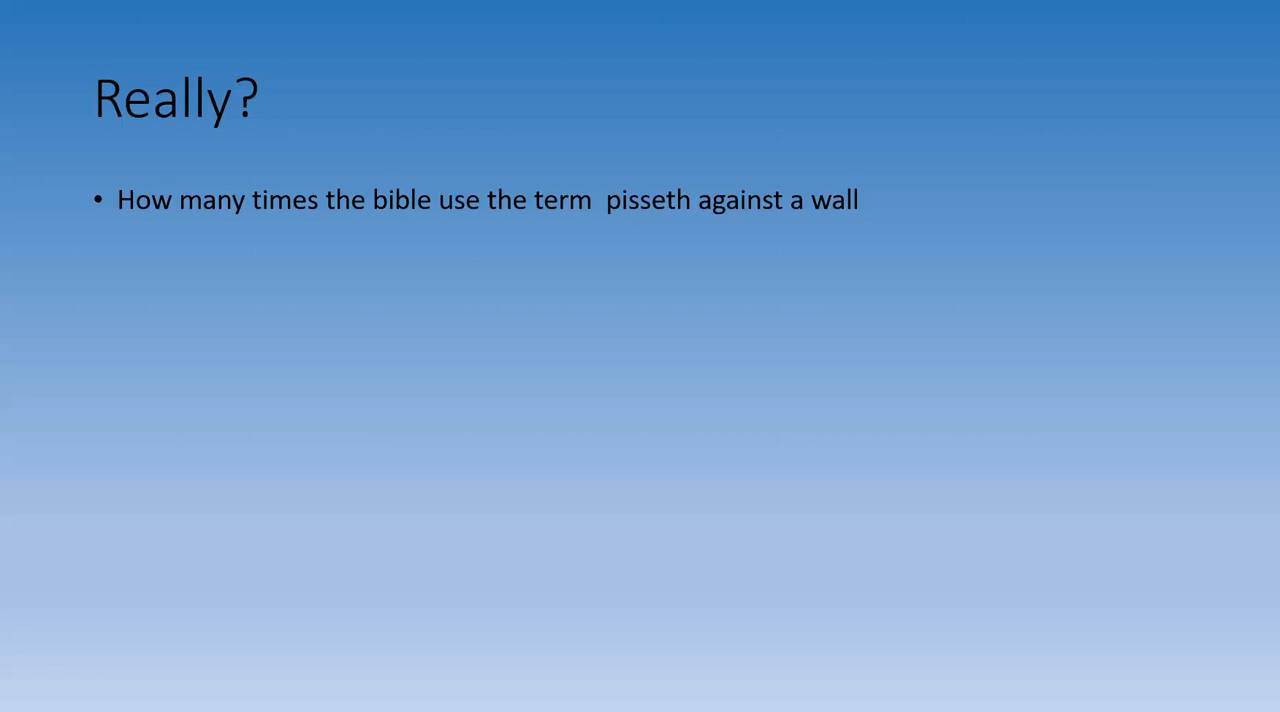 Really?
• How many times the bible use the term  pisseth against a wall